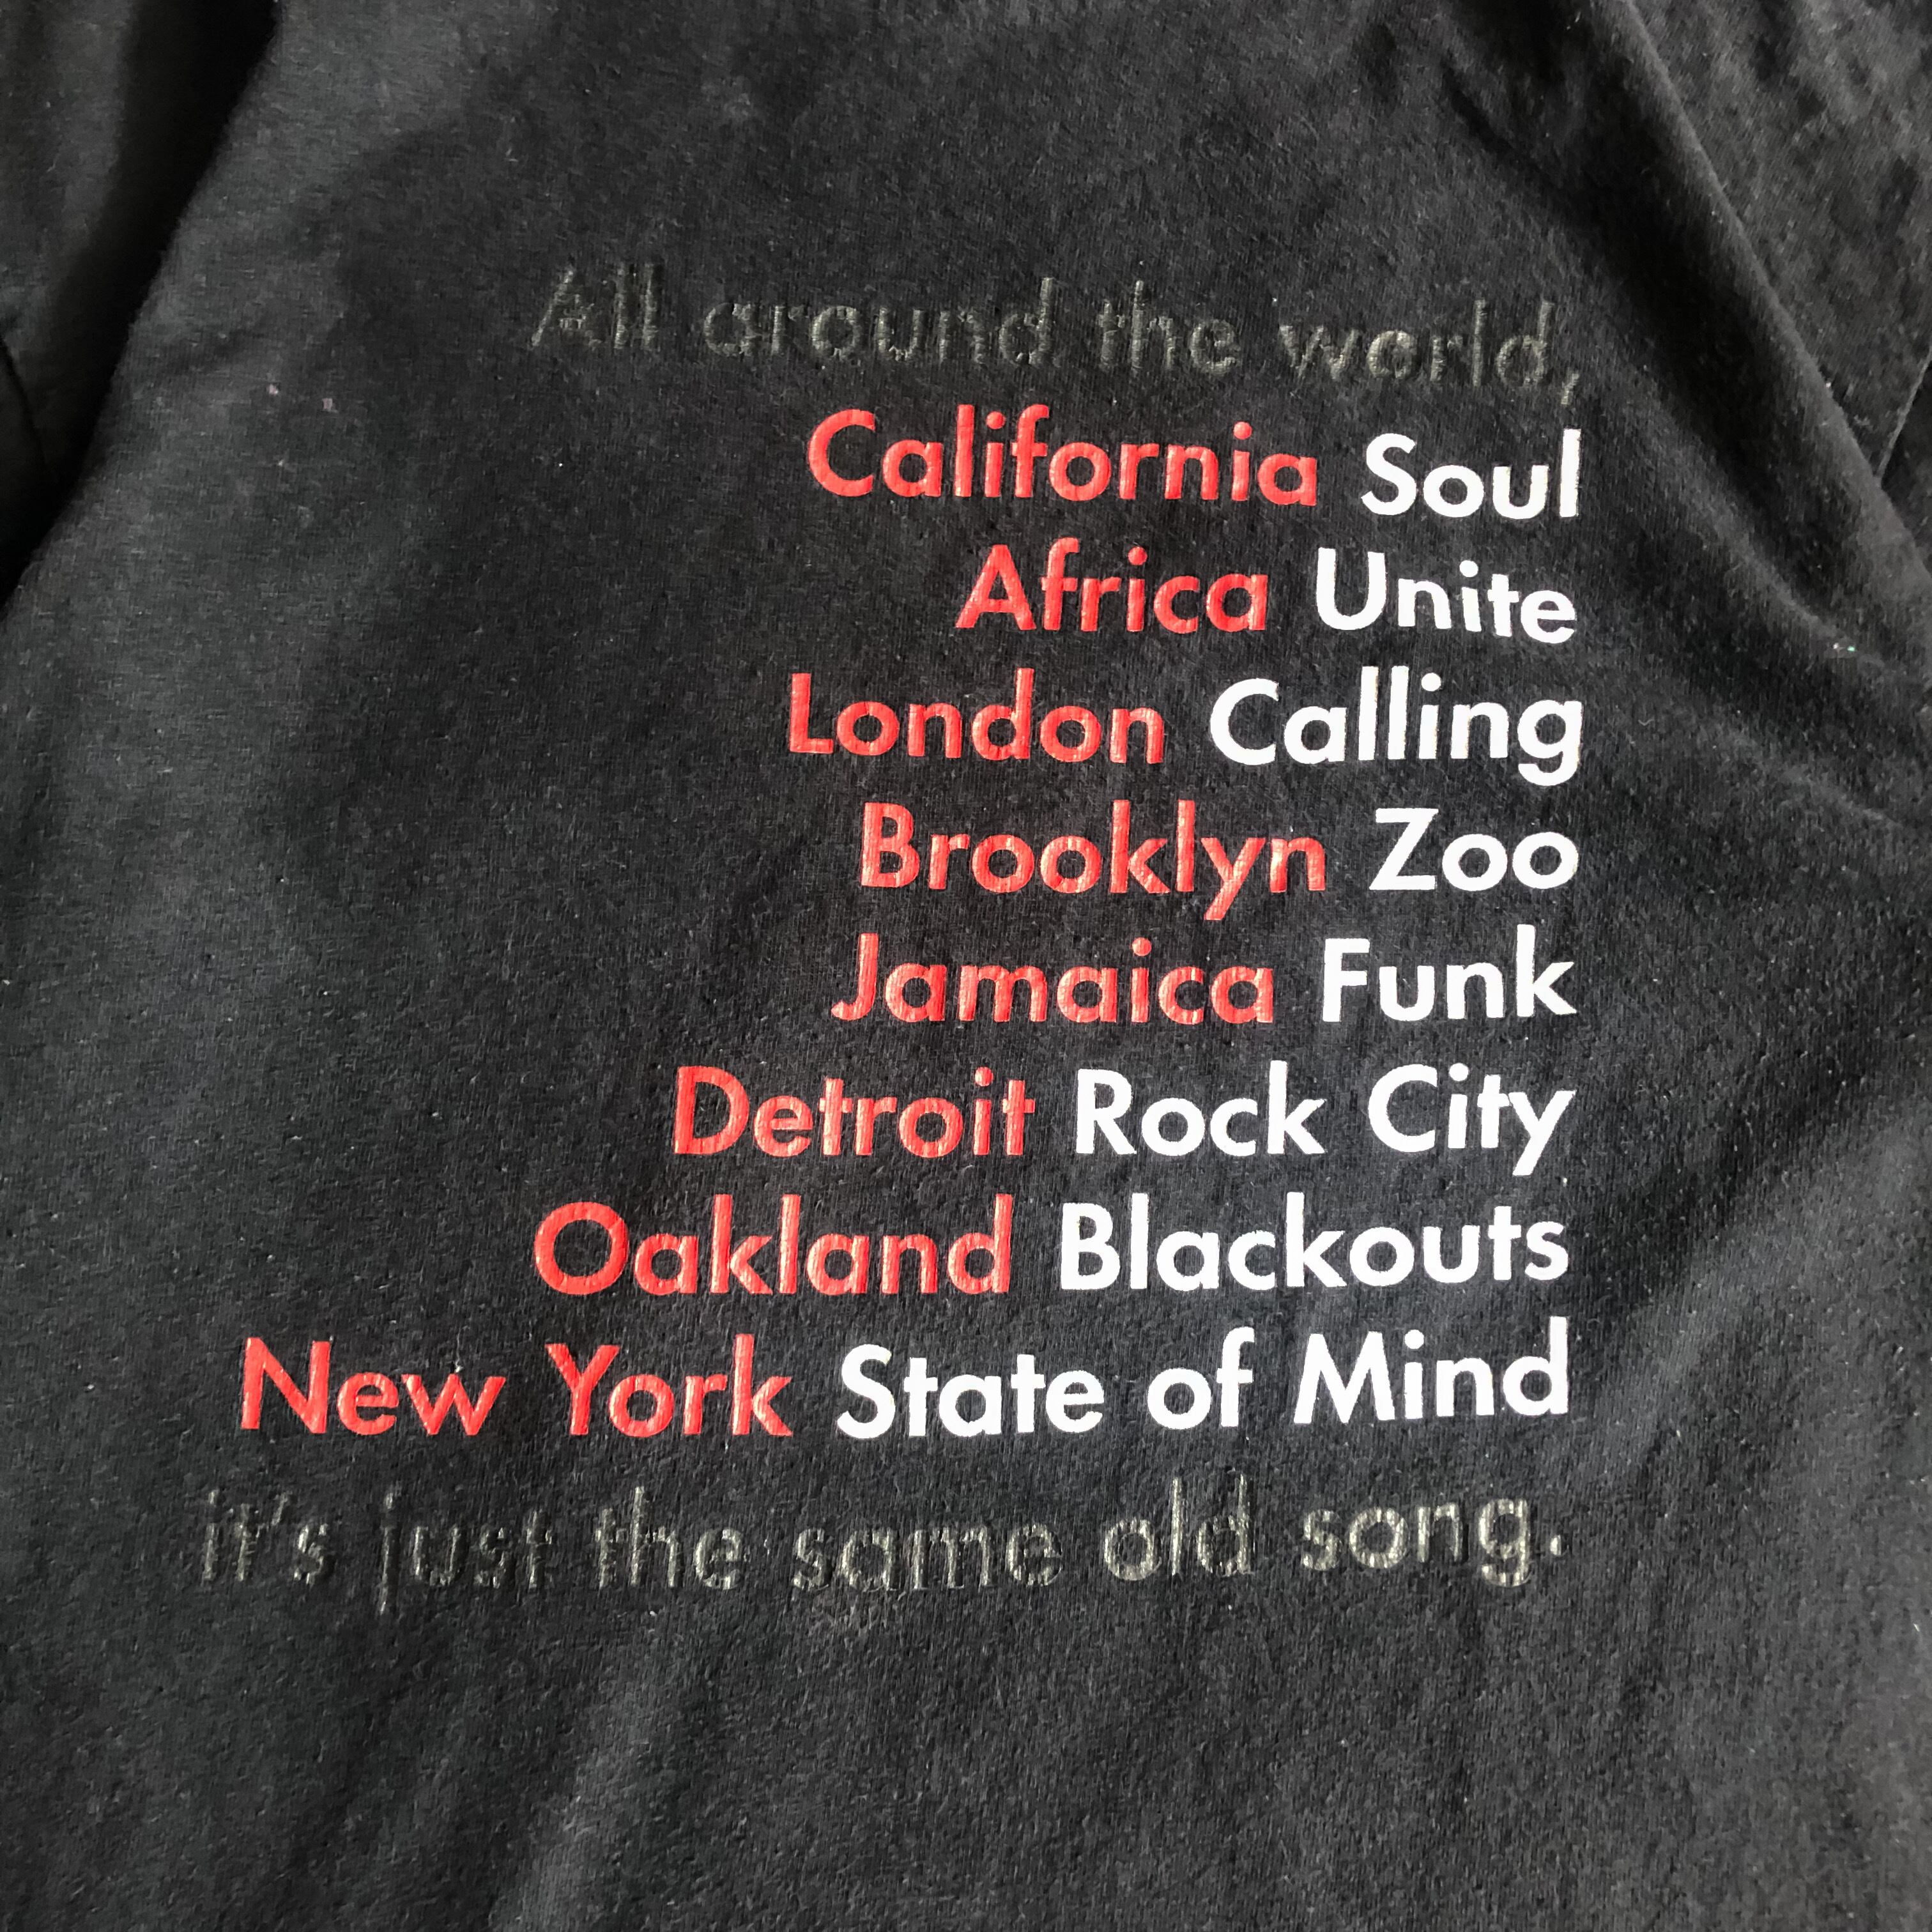 All around the world,
California Soul
Africa Unite
London Calling
Brooklyn Zoo
Jamaica Funk
Detroit Rock City
Oakland Blackouts
New York State of Mind
it's just the same old song.